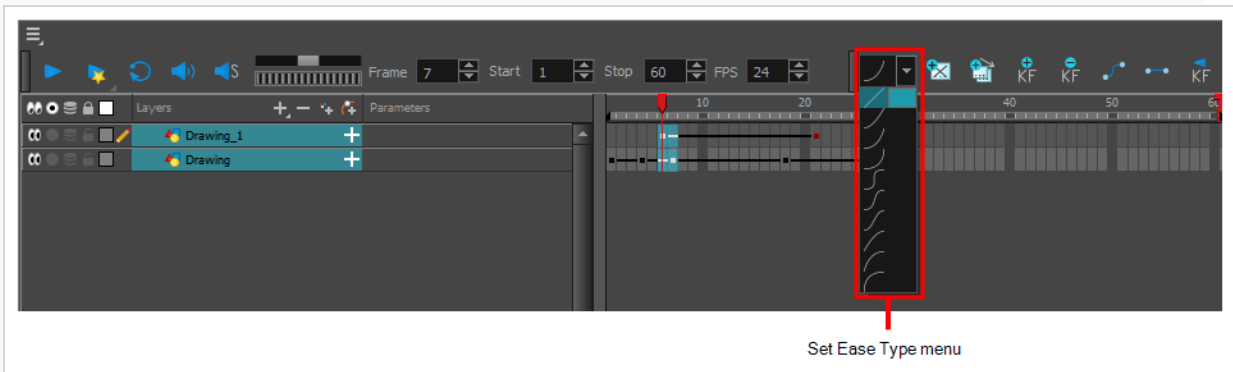 S Frame 7 Start 1 Stop 60 FPS 24 KF KF KF
Layers Parameters 10 20 40 50
Drawing_1
Drawing
Set Ease Type menu